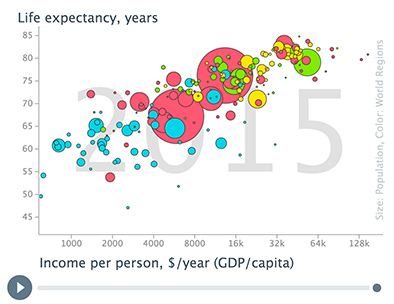 Life expectancy, years
85
80
75
70
65
60
55
50
45
2015
Size: Population, Color: World Regions
1000 2000 4000 8000 16k 32k 64k 128k
Income per person, $/year (GDP/capita)